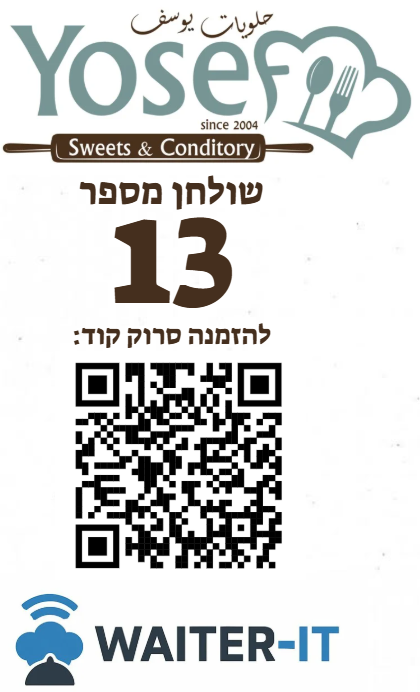 حلويات يوسف
Yosef
since 2004
Sweets & Conditory
שולחן מספר
13
להזמנה סרוק קוד:
WAITER-IT